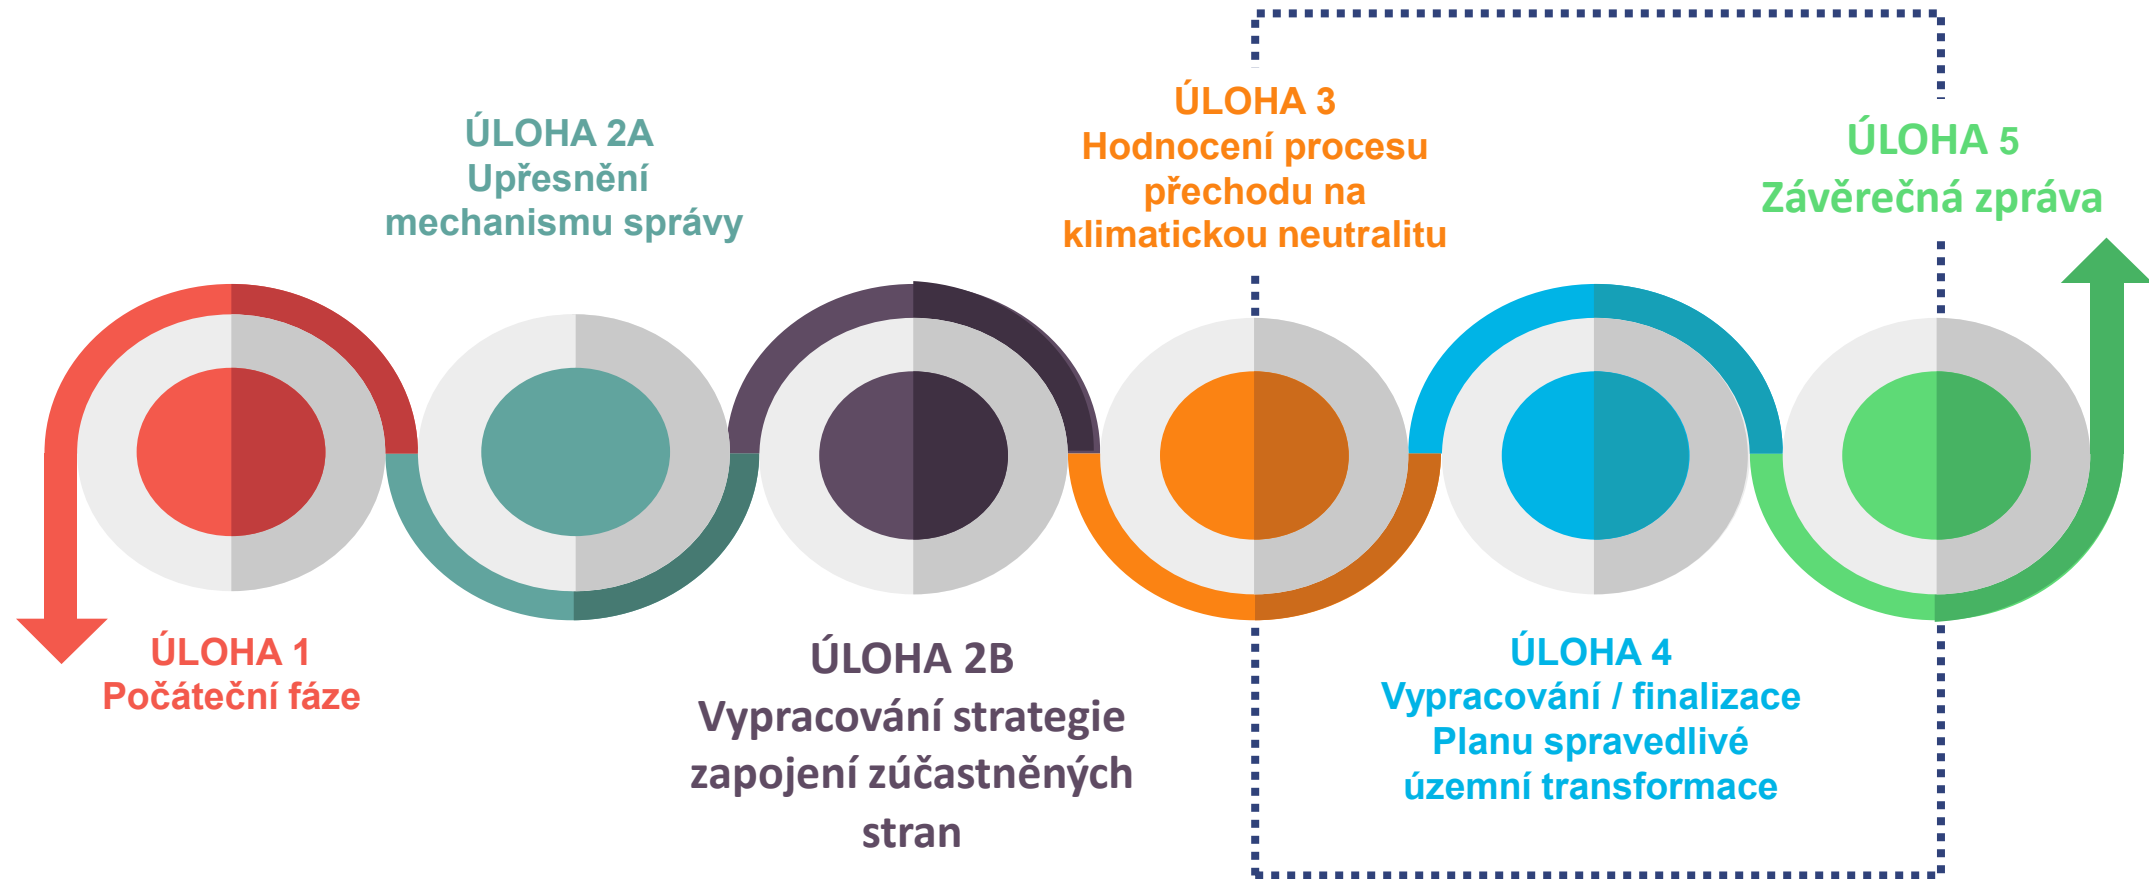 ÚLOHA 1
Počáteční fáze
ÚLOHA 2A
Upřesnění
mechanismu správy
ÚLOHA 2B
Vypracování strategie
zapojení zúčastněných
stran
ÚLOHA 3
Hodnocení procesu
přechodu na
klimatickou neutralitu
ÚLOHA 4
Vypracování / finalizace
Planu spravedlivé
územní transformace
ÚLOHA 5
Závěrečná zpráva